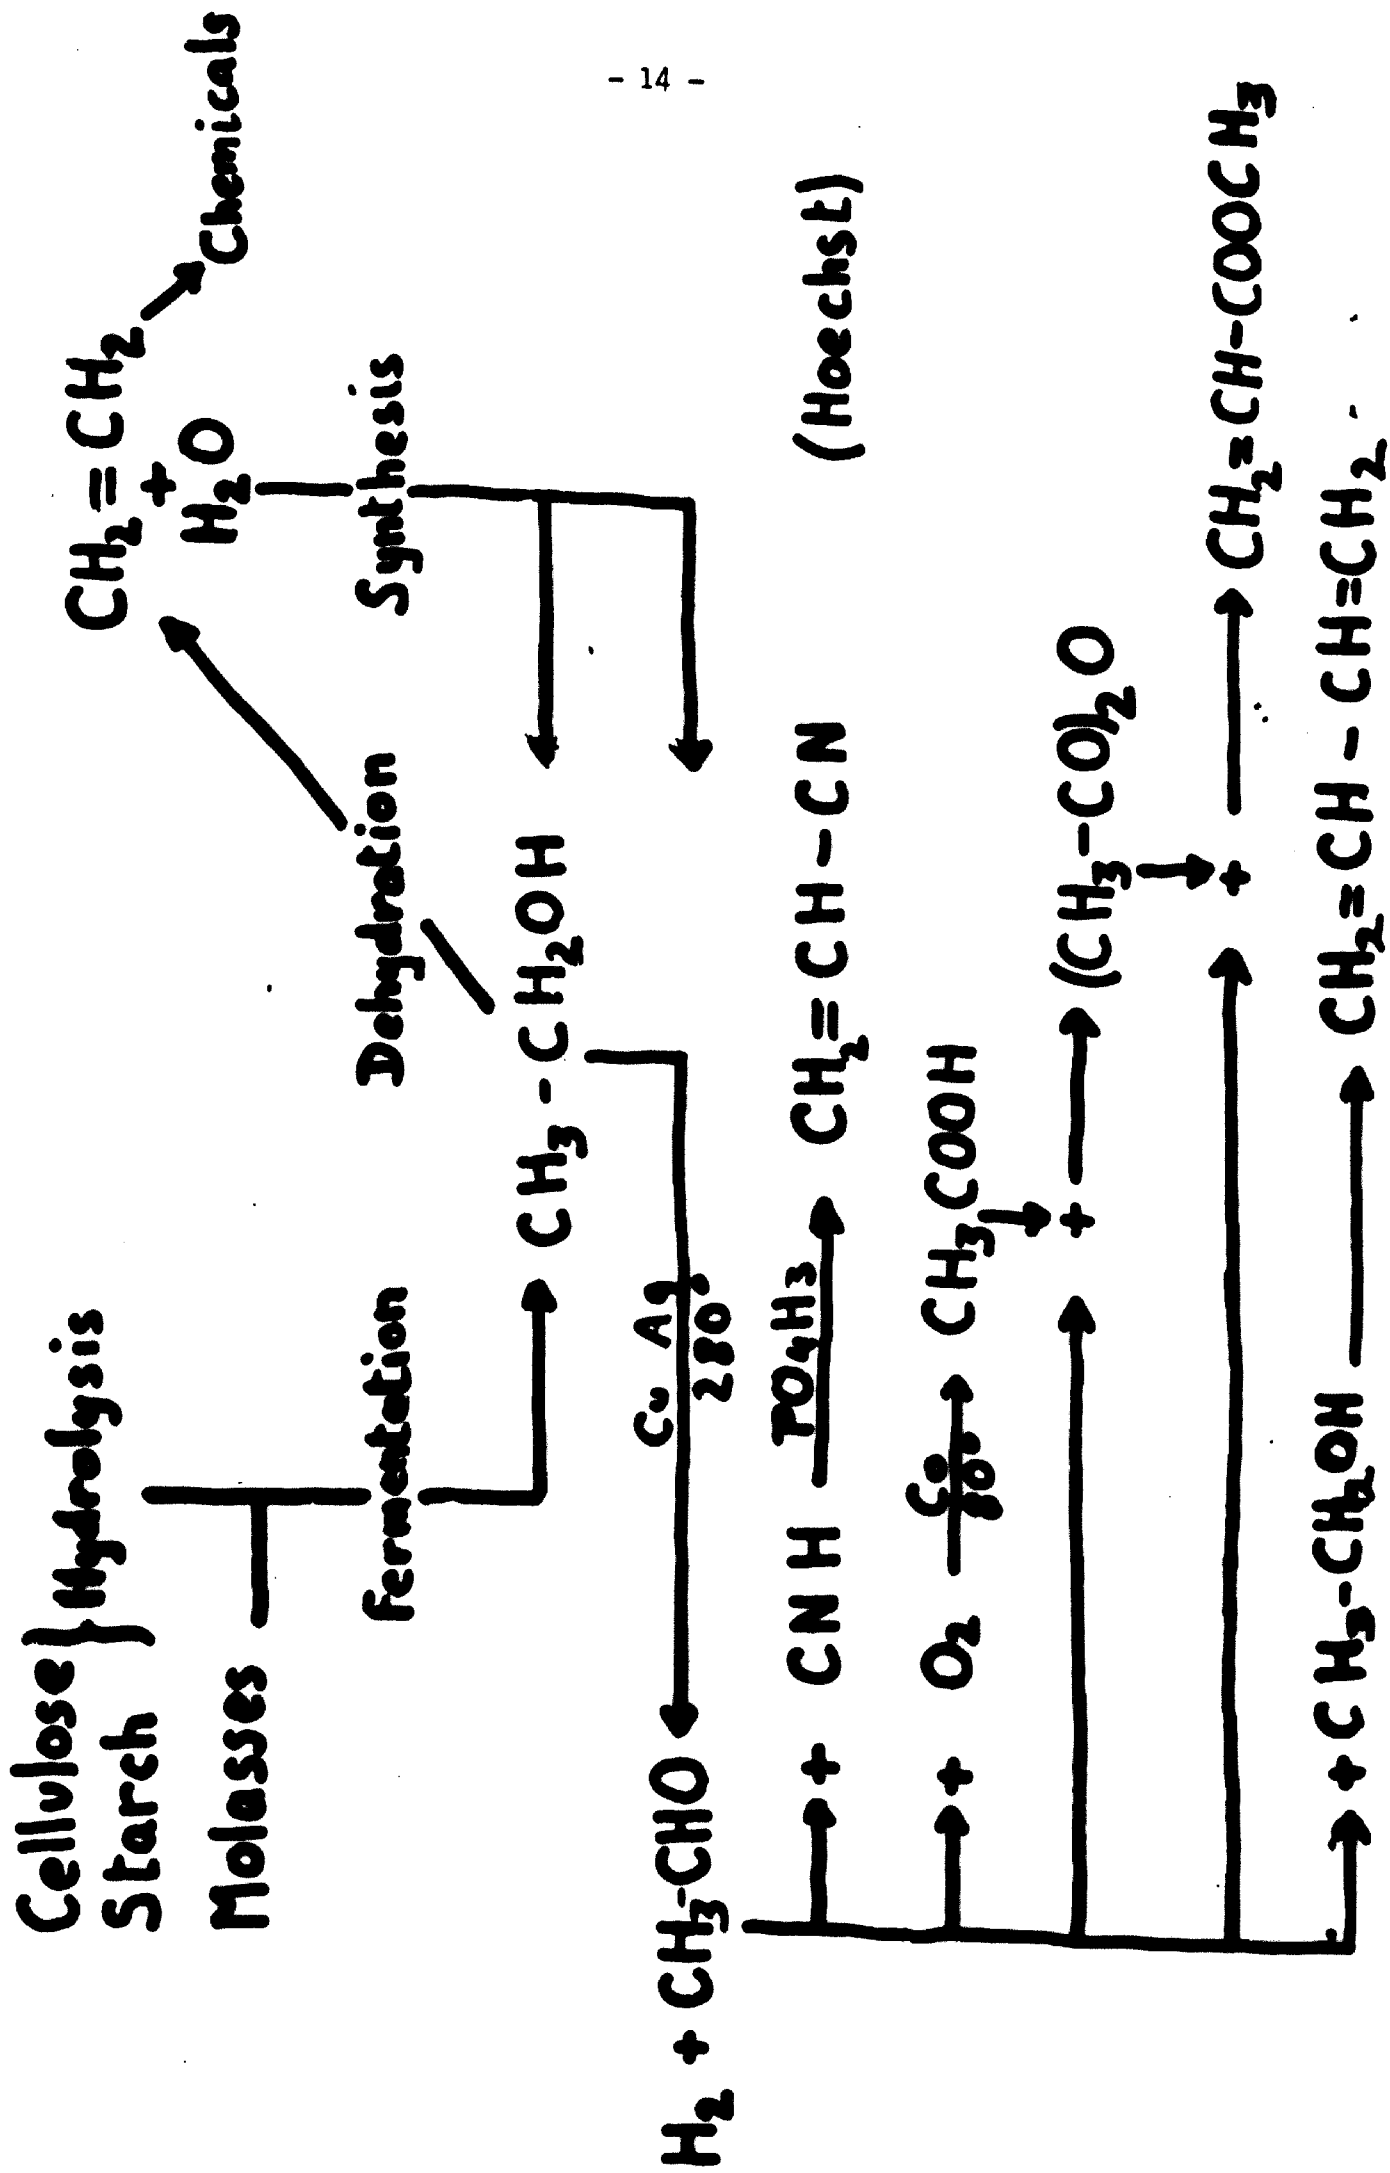 - 14 -
Cellulose } Hydrolysis
Starch
Molasses
CH2=CH2
+
H2O
Chemicals
Fermentation
Dehydration
Synthesis
CH3-CH2OH
Cu Ag
280°
H2 + CH3-CHO
+ CNH PO4H3 CH2=CH-CN (Hoechst)
+ O2 Co CH3COOH
80°
+ (CH3-CO)2O
+ CH2=CH-COOCH3
+ CH3-CH2OH CH2=CH-CH=CH2